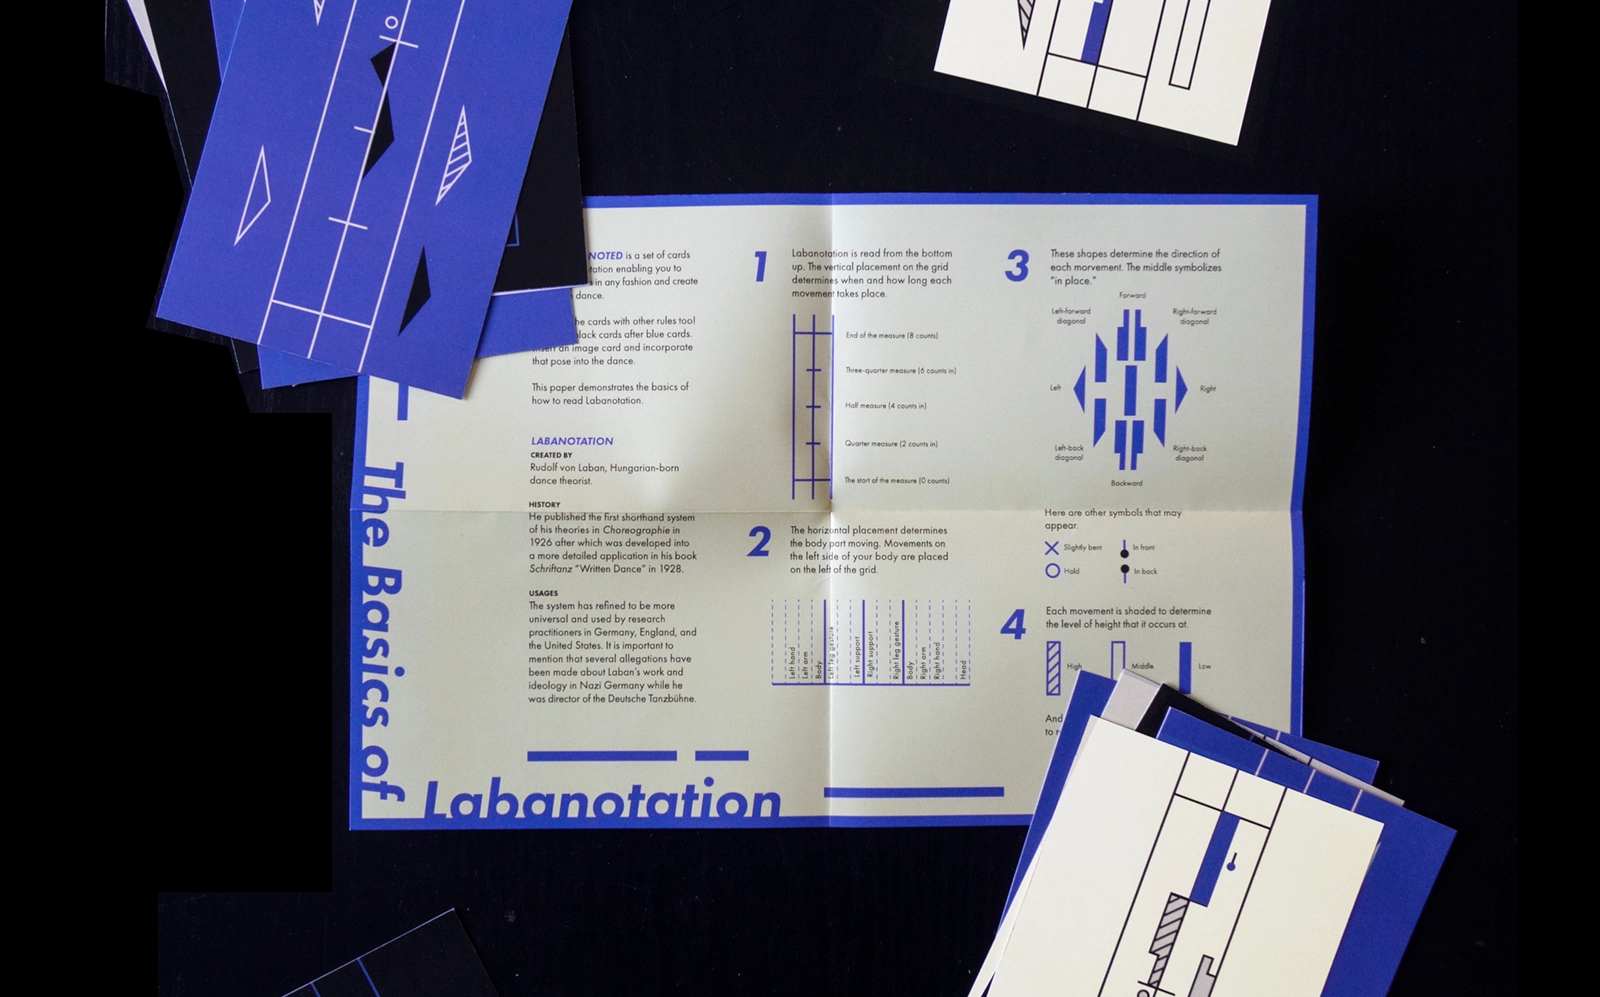 NOTED is a set of cards
tation enabling you to
s in any fashion and create
dance.
he cards with other rules too!
lack cards after blue cards.
Insert an image card and incorporate
that pose into the dance.
This paper demonstrates the basics of
how to read Labanotation.
LABANOTATION
CREATED BY
Rudolf von Laban, Hungarian-born
dance theorist.
HISTORY
He published the first shorthand system
of his theories in Choreographie in
1926 after which was developed into
a more detailed application in his book
Schriftanz "Written Dance" in 1928.
USAGES
The system has refined to be more
universal and used by research
practitioners in Germany, England, and
the United States. It is important to
mention that several allegations have
been made about Laban's work and
ideology in Nazi Germany while he
was director of the Deutsche Tanzbühne.
The Basics of
Labanotation
1
Labanotation is read from the bottom
up. The vertical placement on the grid
determines when and how long each
movement takes place.
End of the measure (8 counts)
Three-quarter measure (6 counts in)
Half measure (4 counts in)
Quarter measure (2 counts in)
The start of the measure (0 counts)
2
The horizontal placement determines
the body part moving. Movements on
the left side of your body are placed
on the left of the grid.
Left hand
Left arm
Body
Left leg gesture
Left support
Right support
Right leg gesture
Body
Right arm
Right hand
Head
3
These shapes determine the direction of
each morvement. The middle symbolizes
"in place."
Forward
Left-forward
diagonal
Right-forward
diagonal
Left
Right
Left-back
diagonal
Right-back
diagonal
Backward
Here are other symbols that may
appear.
Slightly bent
In front
Hold
In back
4
Each movement is shaded to determine
the level of height that it occurs at.
High
Middle
Low
And
to r